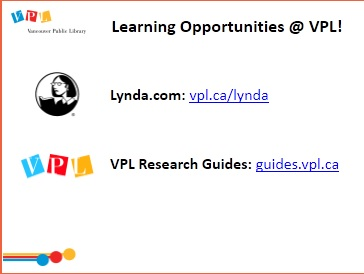 VPL
Vancouver Public Library
Learning Opportunities @ VPL!
Lynda.com: vpl.ca/lynda
®
VPL
VPL Research Guides: guides.vpl.ca